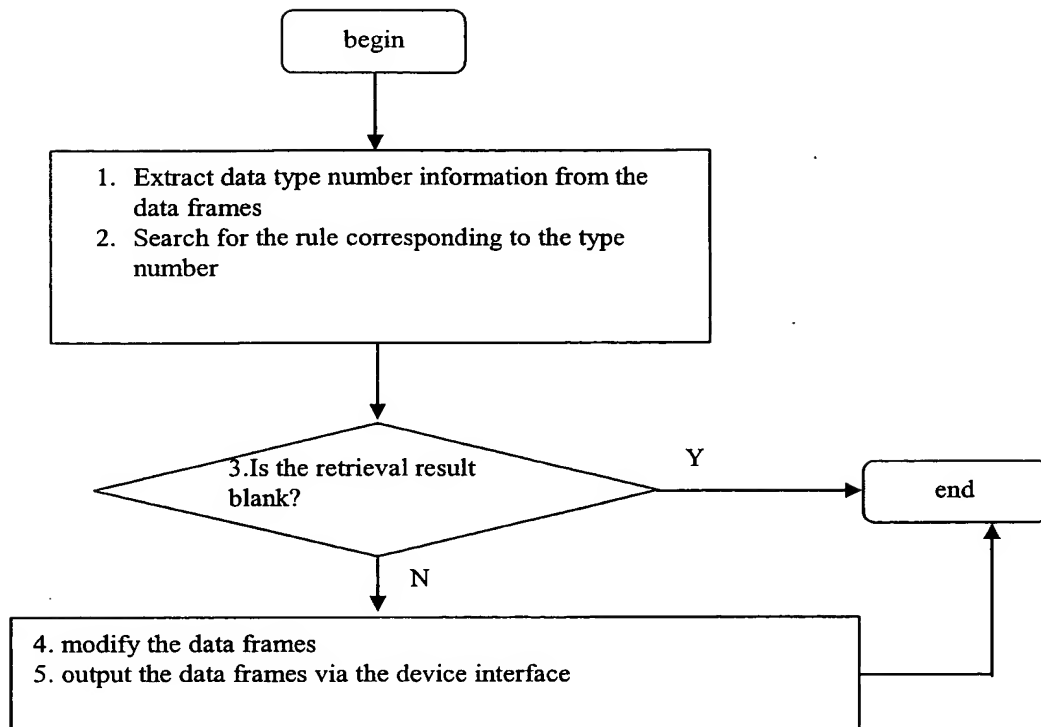 begin
1. Extract data type number information from the
data frames
2. Search for the rule corresponding to the type
number
3.Is the retrieval result
blank?
Y
end
N
4. modify the data frames
5. output the data frames via the device interface